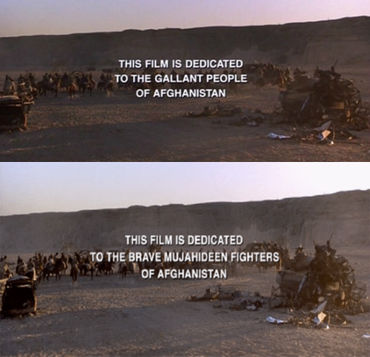 THIS FILM IS DEDICATED
TO THE GALLANT PEOPLE
OF AFGHANISTAN
THIS FILM IS DEDICATED
TO THE BRAVE MUJAHIDEEN FIGHTERS
OF AFGHANISTAN